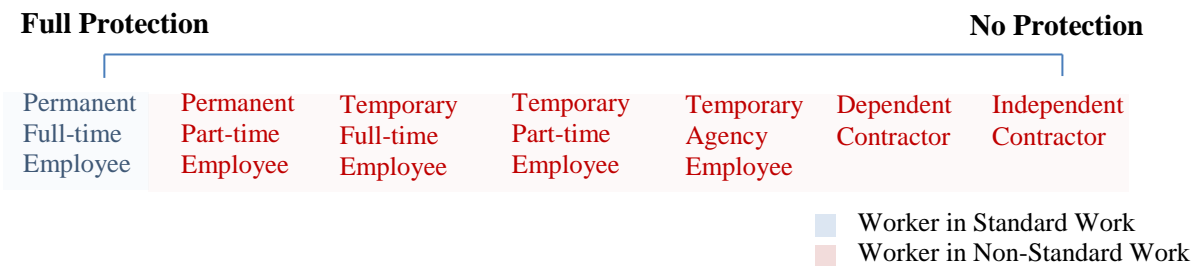 Full Protection No Protection
Permanent Permanent Temporary Temporary Temporary Dependent Independent
Full-time Part-time Full-time Part-time Agency Contractor Contractor
Employee Employee Employee Employee Employee
Worker in Standard Work
Worker in Non-Standard Work